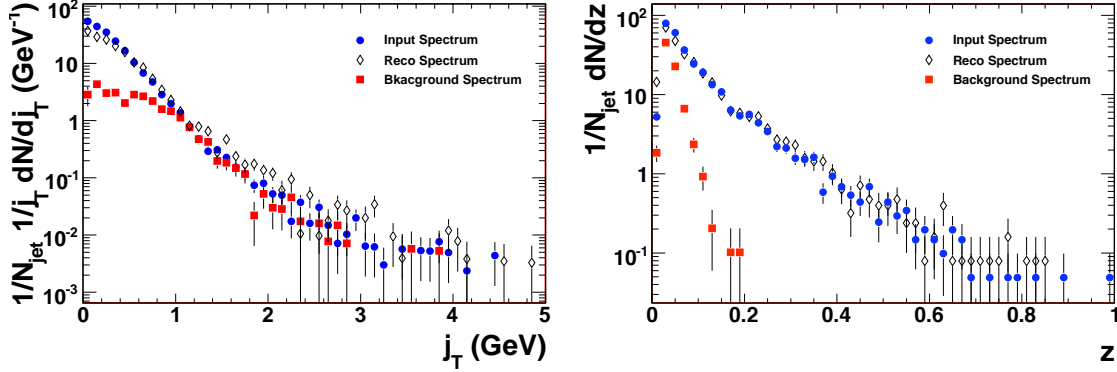 1/N_jet 1/j_T dN/dj_T (GeV⁻¹)
10²
10
1
10⁻¹
10⁻²
10⁻³
Input Spectrum
Reco Spectrum
Bkacground Spectrum
0 1 2 3 4 5
j_T (GeV)
1/N_jet dN/dz
10²
10
1
10⁻¹
Input Spectrum
Reco Spectrum
Background Spectrum
0 0.2 0.4 0.6 0.8 1
z